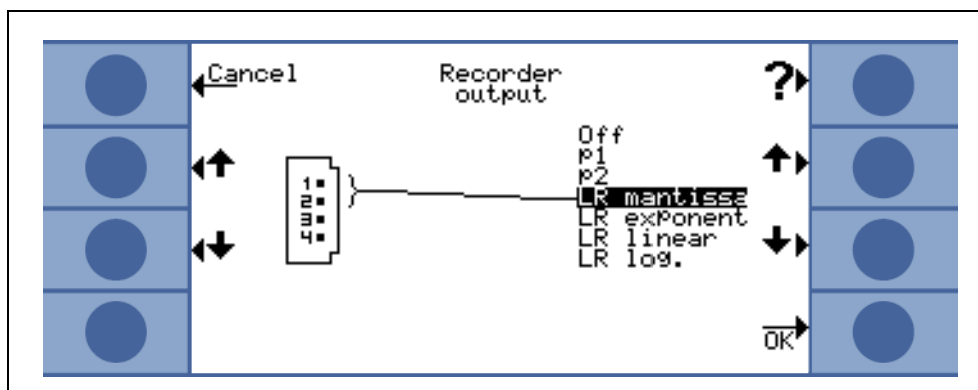 Cancel
Recorder
output
?
Off
p1
p2
LR mantissa
LR exponent
LR linear
LR log.
1
2
3
4
OK